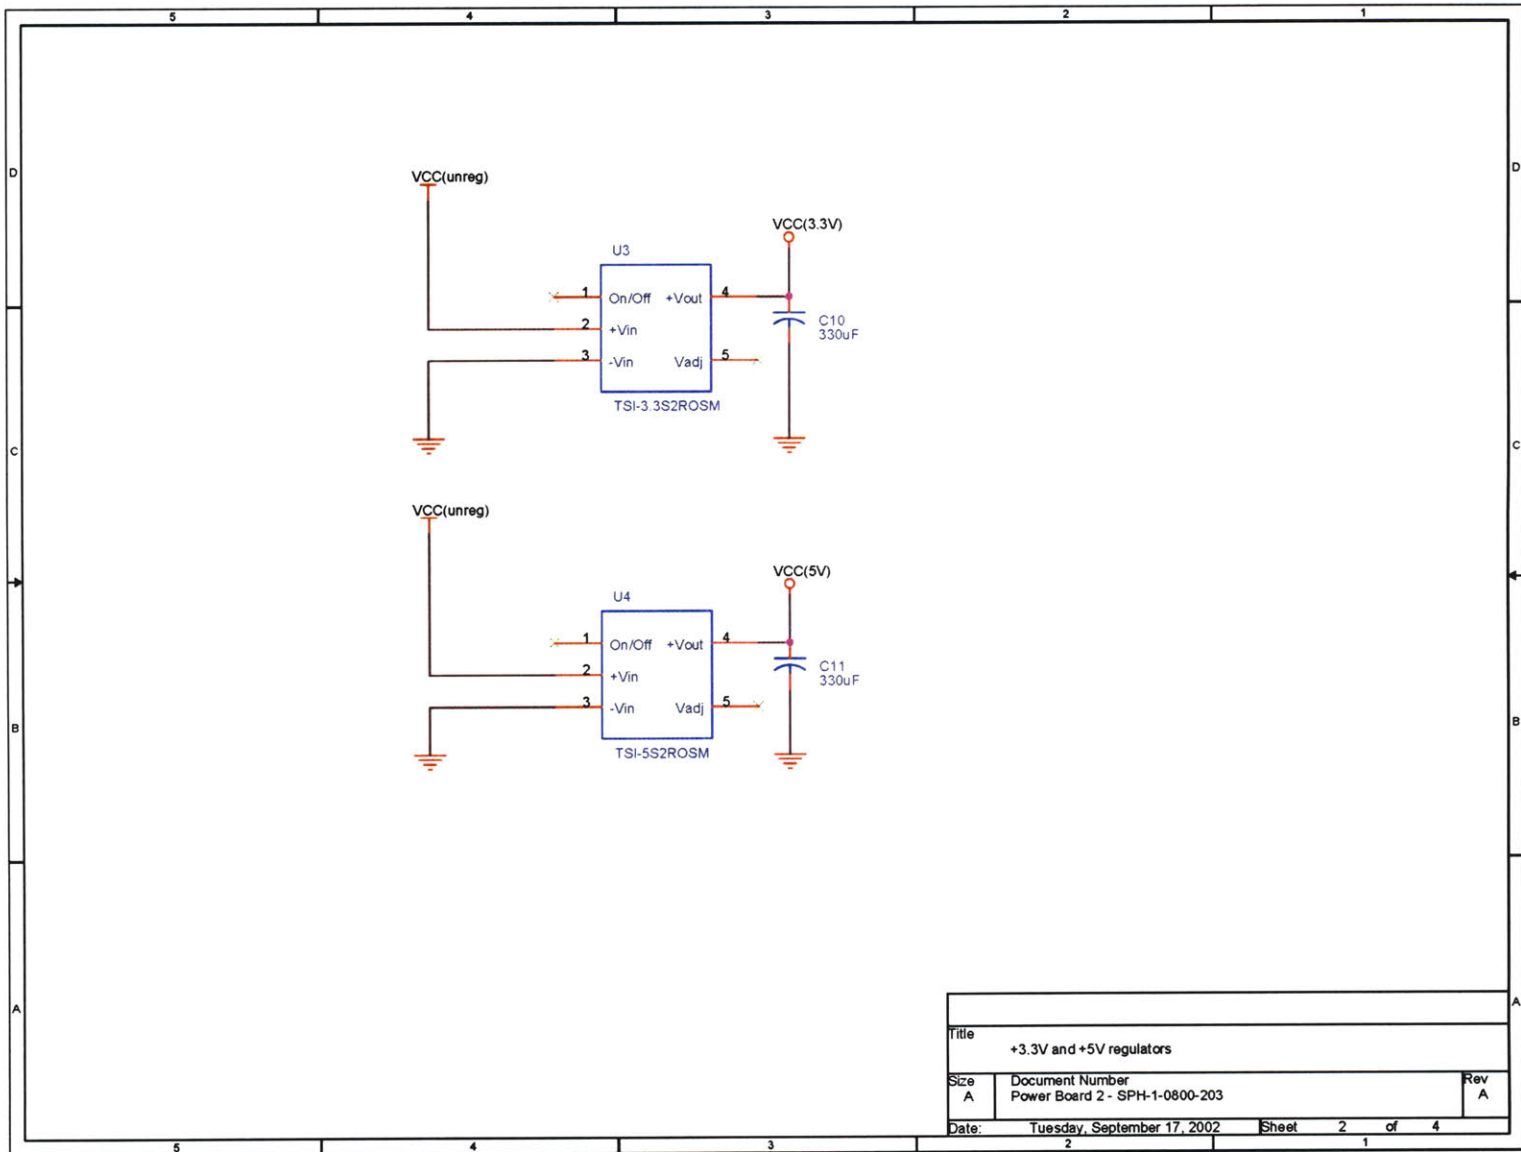 5 4 3 2 1
D D
VCC(unreg)
VCC(3.3V)
U3
1 On/Off +Vout 4
2 +Vin
C10
330uF
3 -Vin Vadj 5
TSI-3.3S2ROSM
C C
VCC(unreg)
VCC(5V)
U4
1 On/Off +Vout 4
2 +Vin
C11
330uF
3 -Vin Vadj 5
B B
TSI-5S2ROSM
A A
Title
+3.3V and +5V regulators
Size Document Number Rev
A Power Board 2 - SPH-1-0800-203 A
Date: Tuesday, September 17, 2002 Sheet 2 of 4
5 4 3 2 1